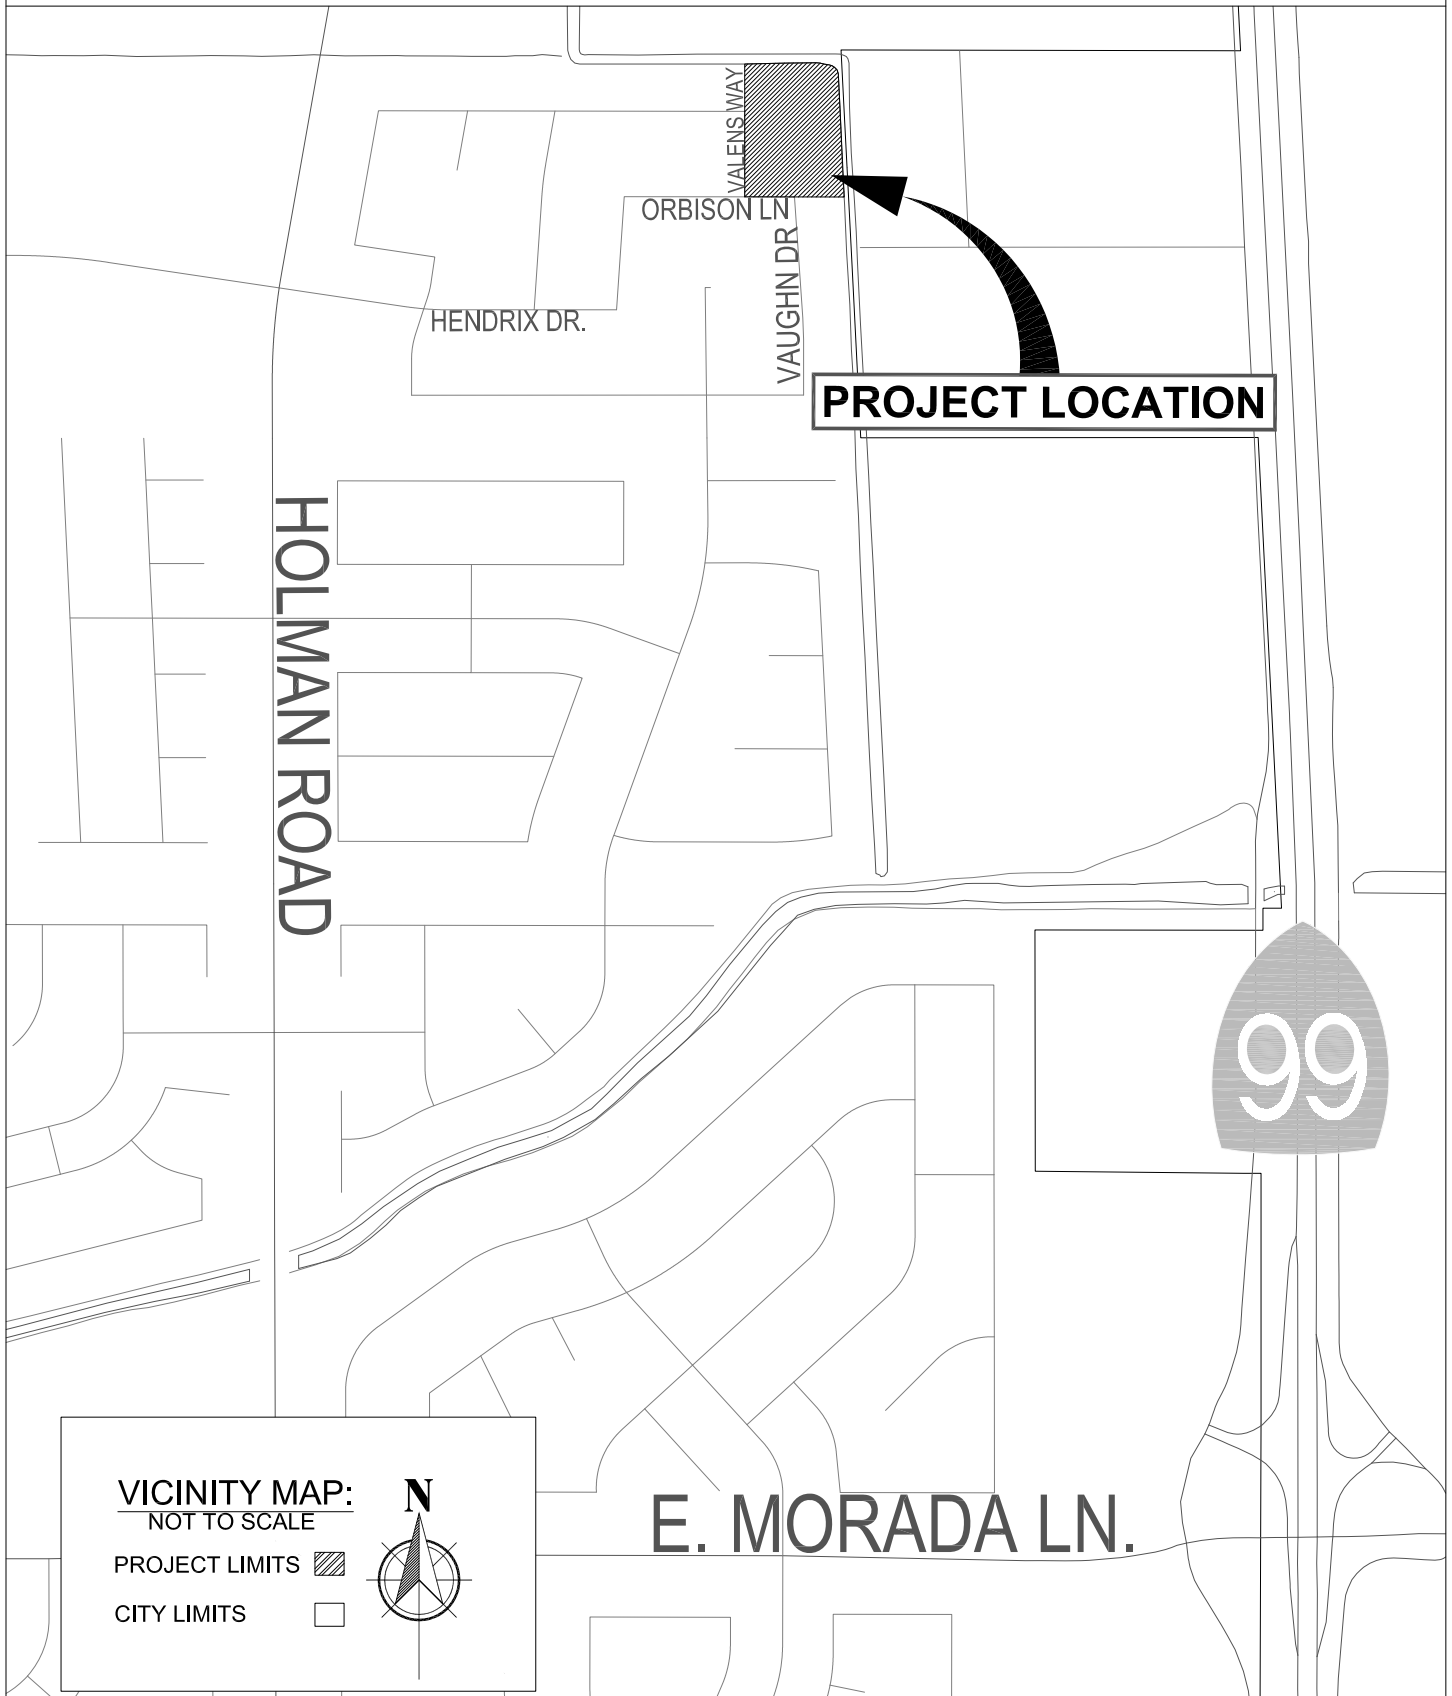 VALENS WAY
ORBISON LN
VAUGHN DR
HENDRIX DR.
PROJECT LOCATION
HOLMAN ROAD
99
E. MORADA LN.
VICINITY MAP:
NOT TO SCALE
N
PROJECT LIMITS
CITY LIMITS